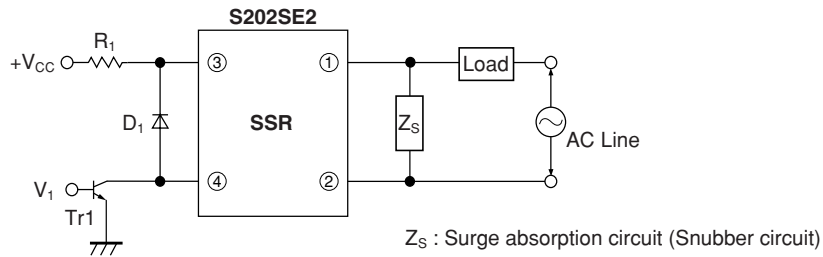 S202SE2
+VCC
R1
③
①
Load
D1
SSR
ZS
AC Line
V1
④
②
Tr1
ZS : Surge absorption circuit (Snubber circuit)